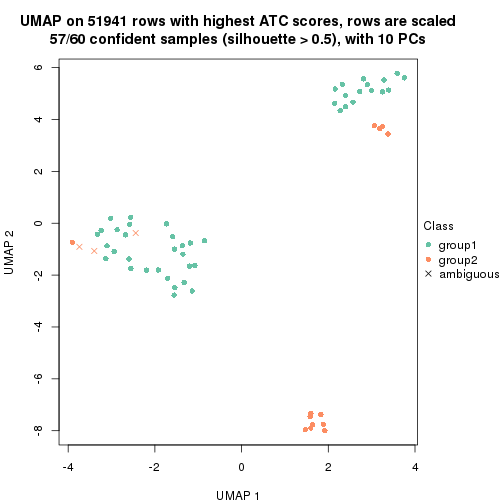 UMAP on 51941 rows with highest ATC scores, rows are scaled
57/60 confident samples (silhouette > 0.5), with 10 PCs
6
4
2
0
-2
-4
-6
-8
UMAP 2
-4
-2
0
2
4
UMAP 1
Class
group1
group2
ambiguous